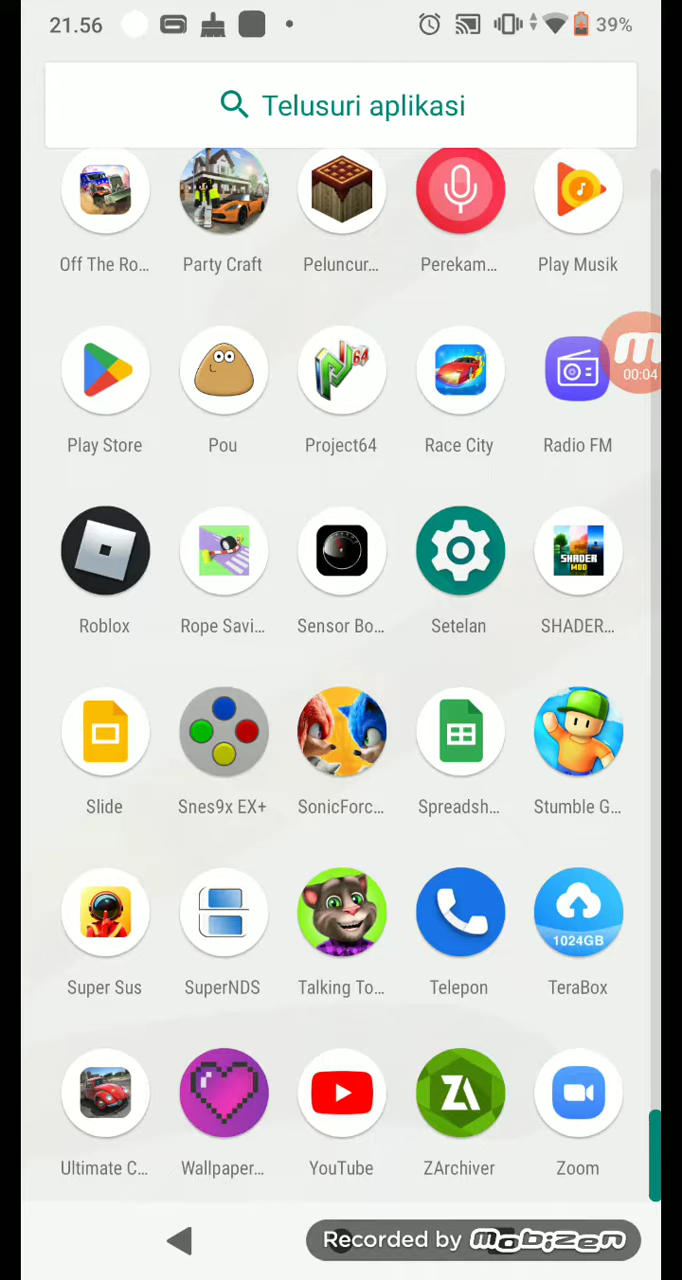 21.56
39%
Telusuri aplikasi
Off The Ro...
Party Craft
Peluncur...
Perekam...
Play Musik
64
00:04
Play Store
Pou
Project64
Race City
Radio FM
SHADER
MOD
Roblox
Rope Savi...
Sensor Bo...
Setelan
SHADER...
Slide
Snes9x EX+
SonicForc...
Spreadsh...
Stumble G...
1024GB
Super Sus
SuperNDS
Talking To...
Telepon
TeraBox
ZA
Ultimate C...
Wallpaper...
YouTube
ZArchiver
Zoom
Recorded by mobizen